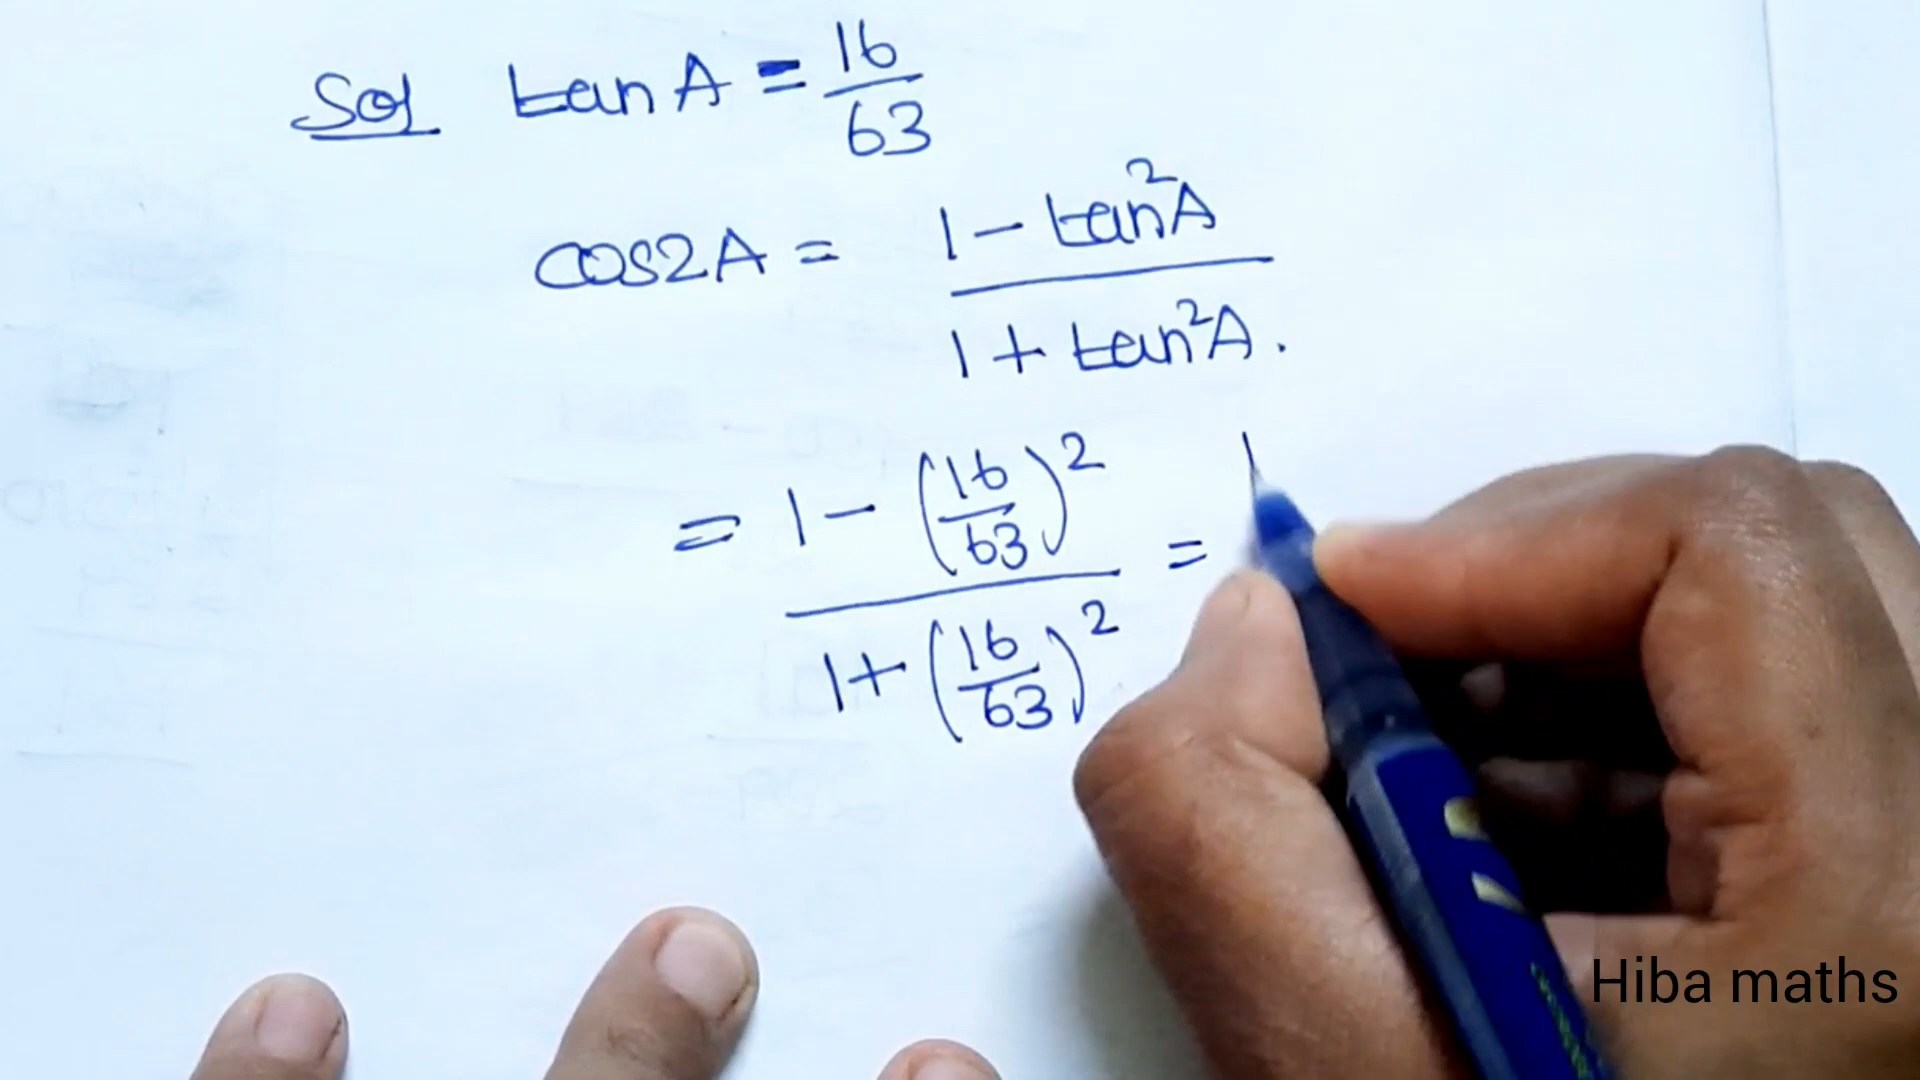 Sol tan A = 16/63
cos2A = (1 - tan²A)/(1 + tan²A).
= (1 - (16/63)²)/(1 + (16/63)²) = 1
Hiba maths